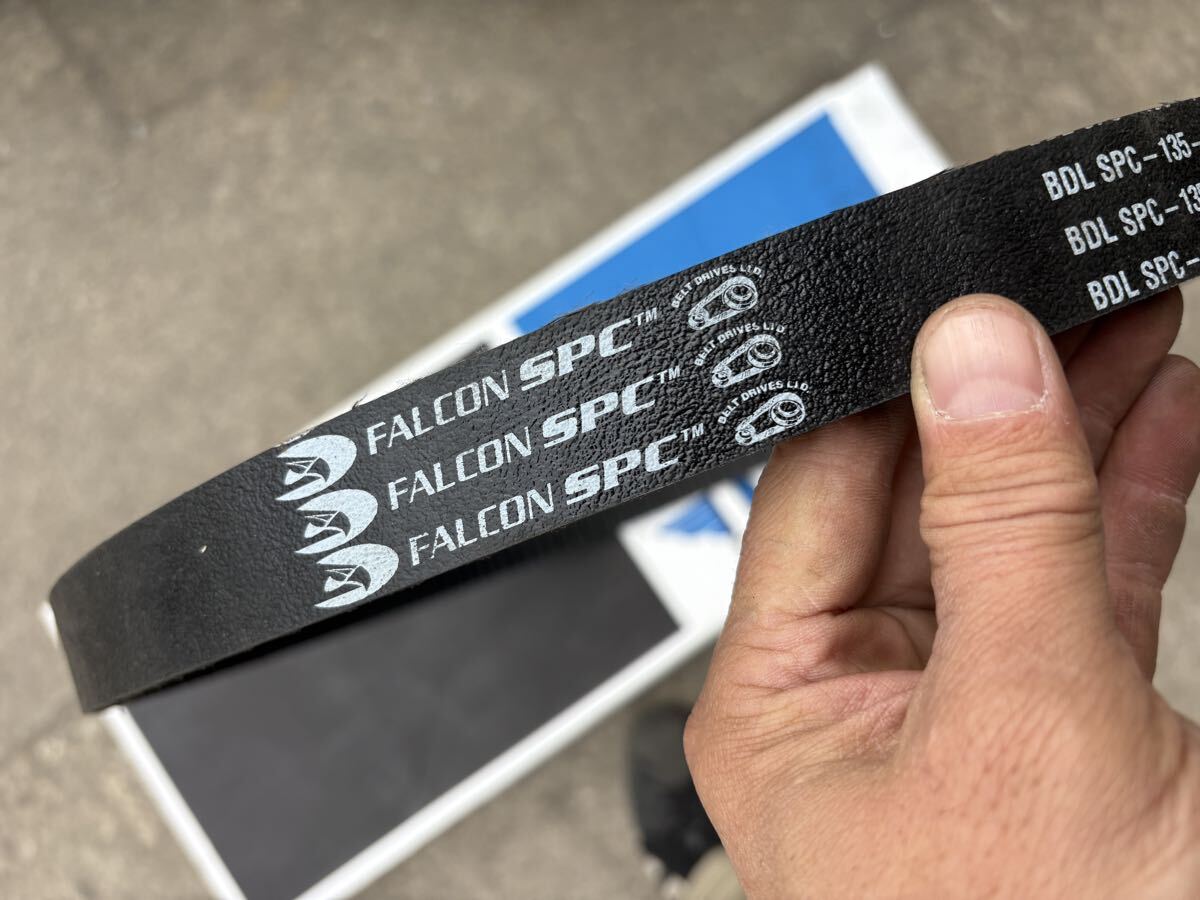 FALCON SPC™ BELT DRIVES LTD. BDL SPC-135-
FALCON SPC™ BELT DRIVES LTD. BDL SPC-135
FALCON SPC™ BELT DRIVES LTD. BDL SPC-